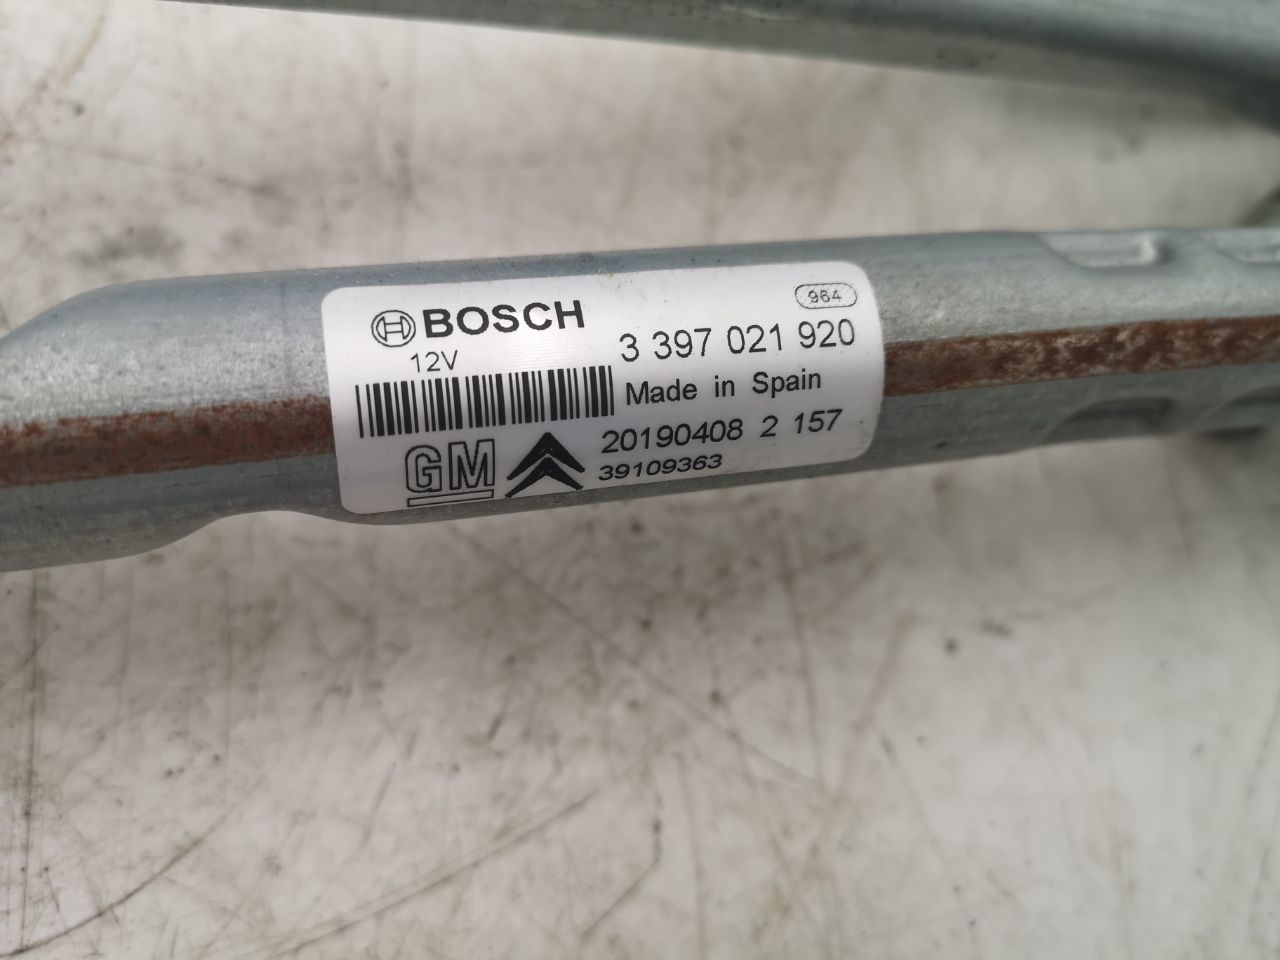 964
BOSCH
3 397 021 920
12V
Made in Spain
20190408 2 157
GM
39109363